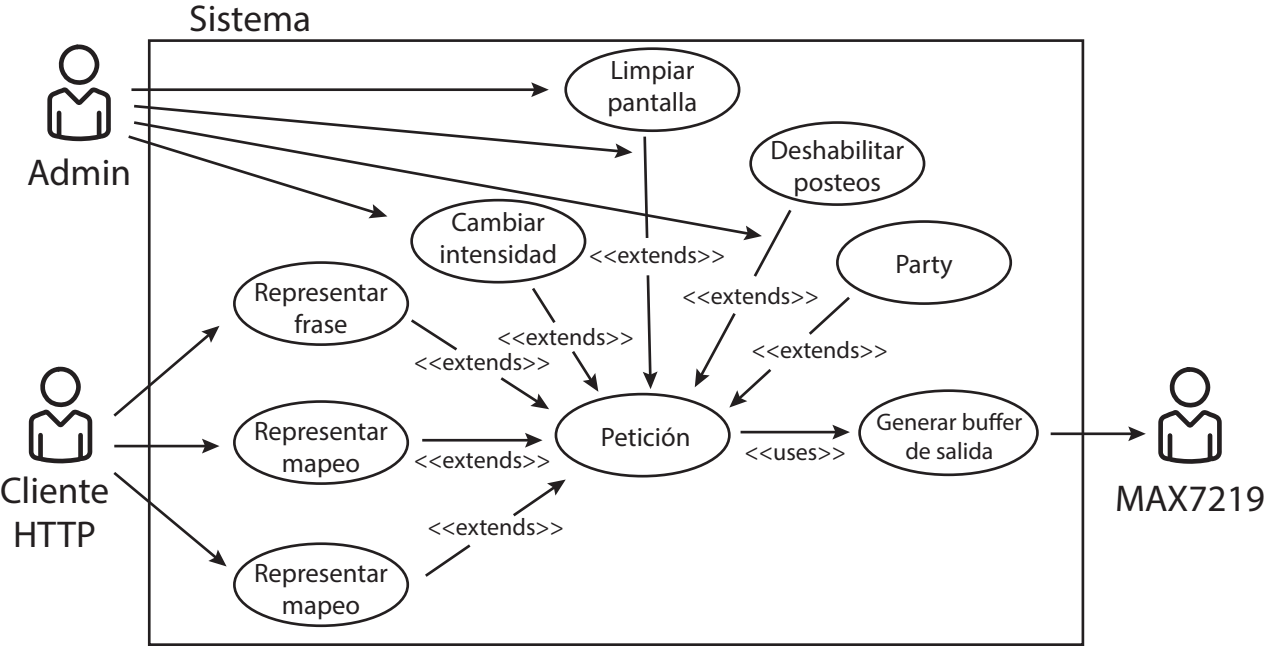 Sistema
Limpiar
pantalla
Admin
Deshabilitar
posteos
Cambiar
intensidad
<<extends>>
Party
Representar
frase
<<extends>>
<<extends>>
<<extends>>
<<extends>>
Cliente
HTTP
Representar
mapeo
<<extends>>
Petición
<<uses>>
Generar buffer
de salida
MAX7219
<<extends>>
Representar
mapeo